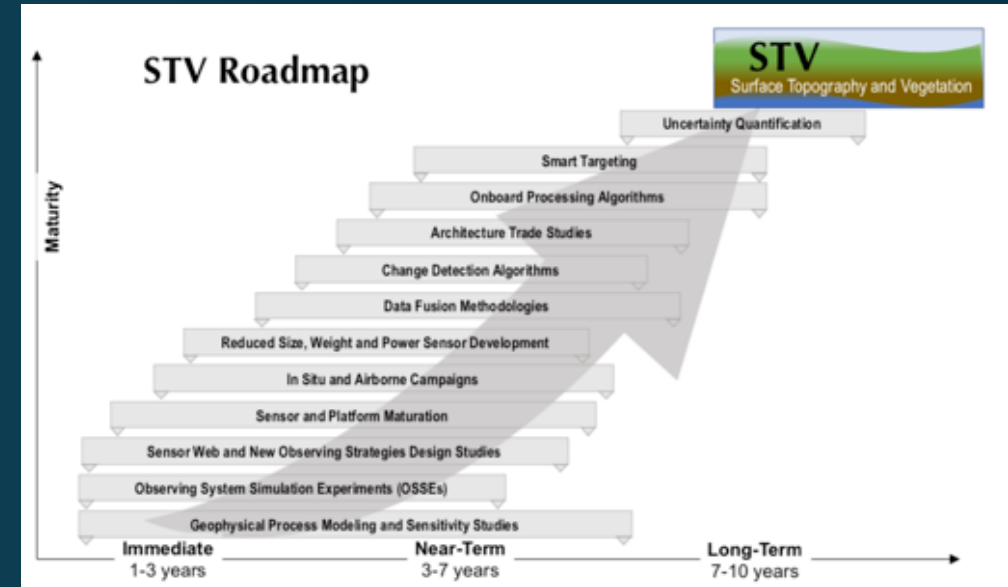 STV Roadmap
STV
Surface Topography and Vegetation
Maturity
Uncertainty Quantification
Smart Targeting
Onboard Processing Algorithms
Architecture Trade Studies
Change Detection Algorithms
Data Fusion Methodologies
Reduced Size, Weight and Power Sensor Development
In Situ and Airborne Campaigns
Sensor and Platform Maturation
Sensor Web and New Observing Strategies Design Studies
Observing System Simulation Experiments (OSSEs)
Geophysical Process Modeling and Sensitivity Studies
Immediate
1-3 years
Near-Term
3-7 years
Long-Term
7-10 years